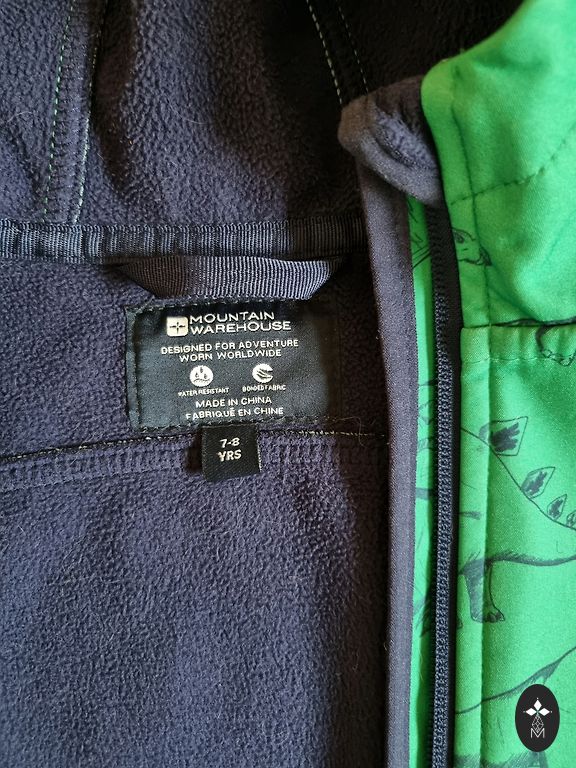 MOUNTAIN
WAREHOUSE
DESIGNED FOR ADVENTURE
WORN WORLDWIDE
WATER RESISTANT
BONDED FABRIC
MADE IN CHINA
FABRIQUÉ EN CHINE
7-8
YRS
M